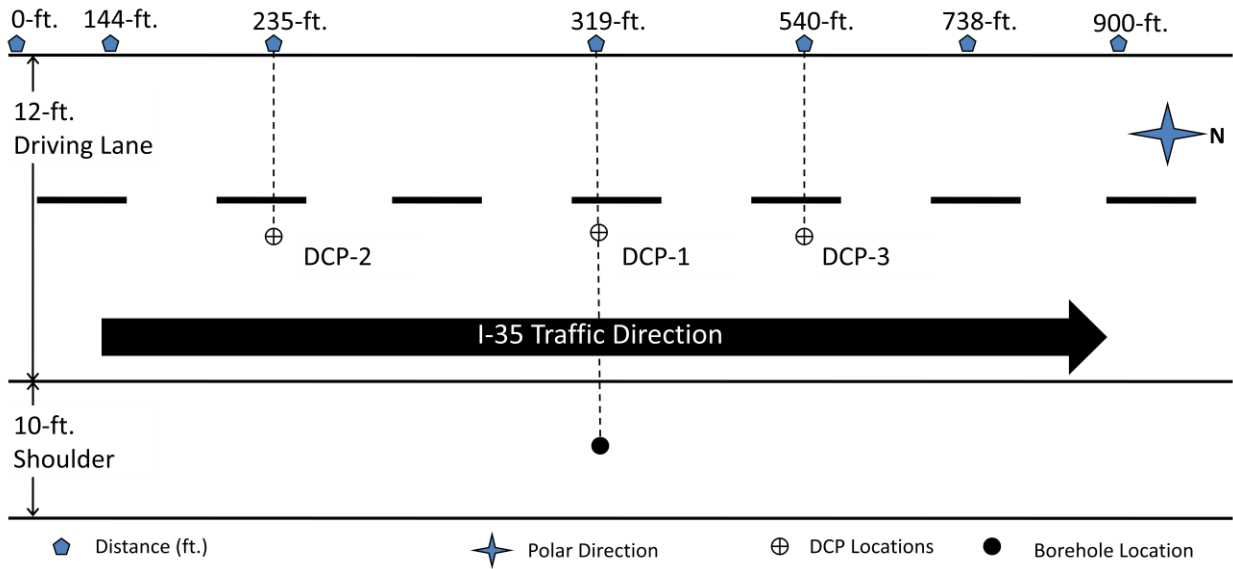 0-ft. 144-ft. 235-ft. 319-ft. 540-ft. 738-ft. 900-ft.
12-ft.
Driving Lane
N
DCP-2 DCP-1 DCP-3
I-35 Traffic Direction
10-ft.
Shoulder
Distance (ft.) Polar Direction DCP Locations Borehole Location